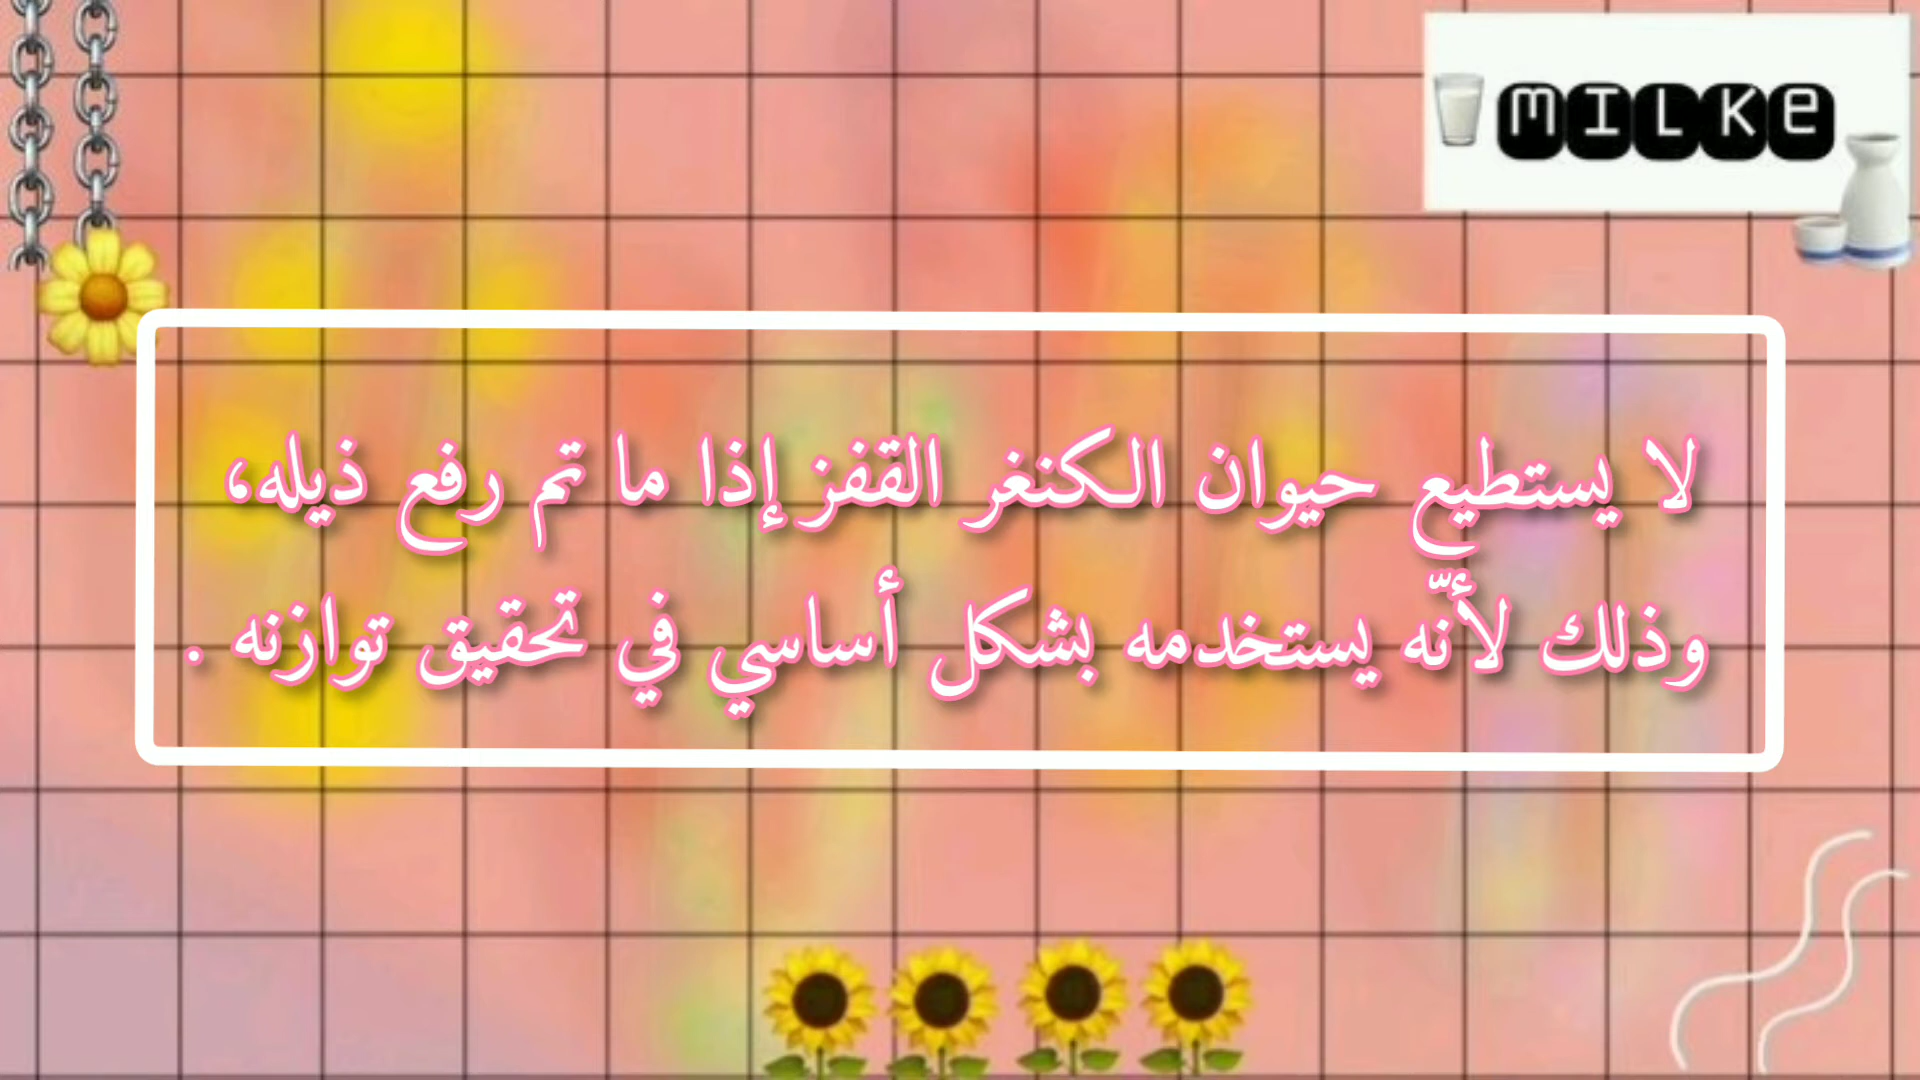 MILKe
لا يستطيع حيوان الكنغر القفز إذا ما تم رفع ذيله،
وذلك لأنّه يستخدمه بشكل أساسي في تحقيق توازنه .